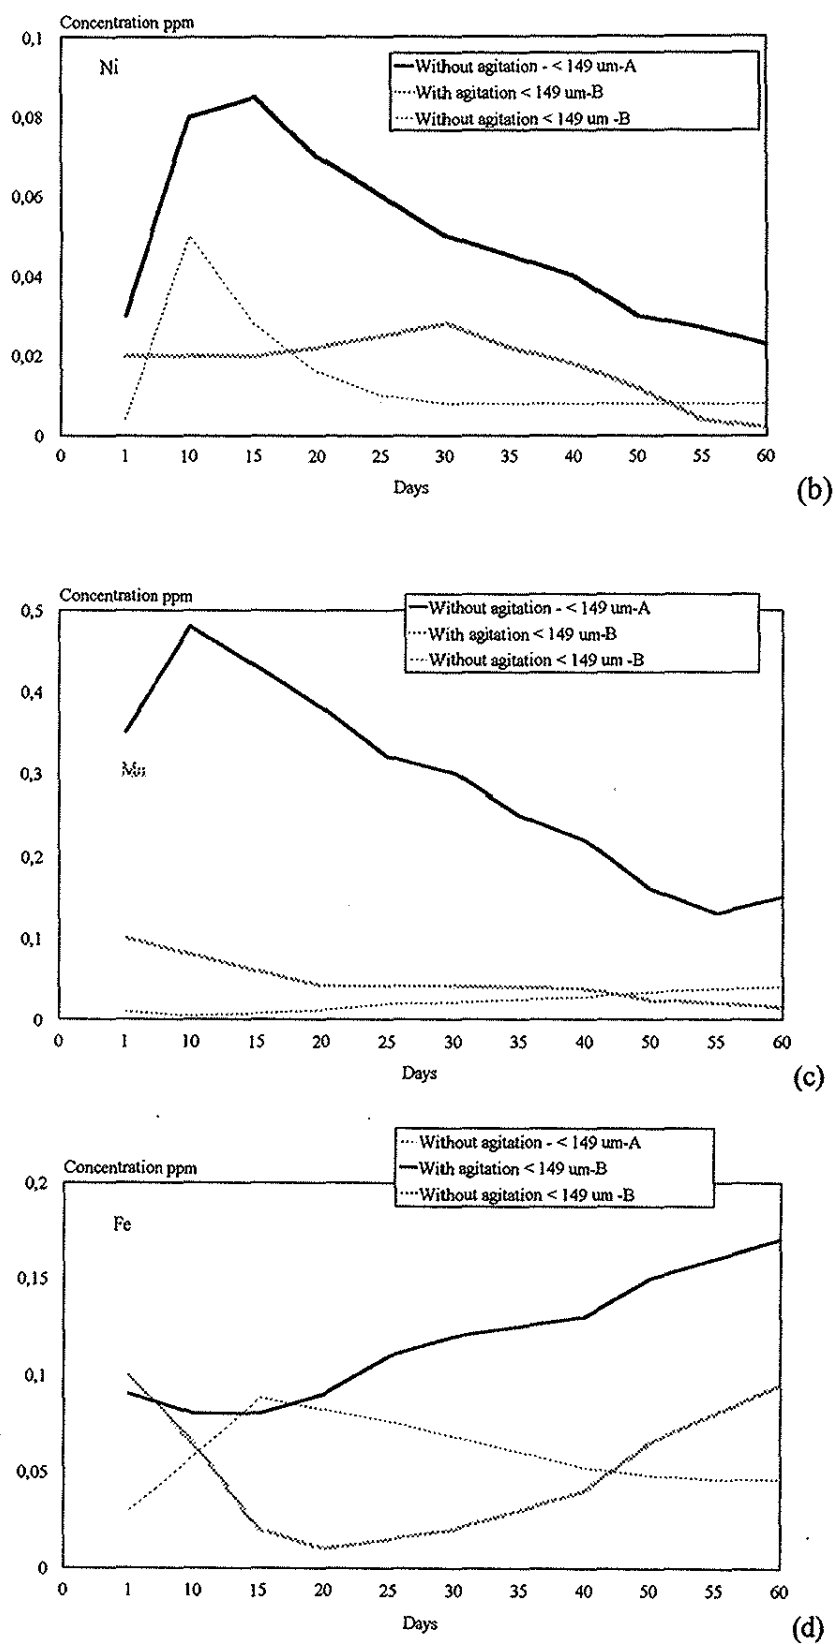 Concentration ppm
0,1
Ni
Without agitation - < 149 um-A
With agitation < 149 um-B
Without agitation < 149 um -B
0,08
0,06
0,04
0,02
0
0 1 10 15 20 25 30 35 40 50 55 60
Days
(b)
Concentration ppm
0,5
Without agitation - < 149 um-A
With agitation < 149 um-B
Without agitation < 149 um -B
0,4
Mn
0,3
0,2
0,1
0
0 1 10 15 20 25 30 35 40 50 55 60
Days
(c)
Without agitation - < 149 um-A
With agitation < 149 um-B
Without agitation < 149 um -B
Concentration ppm
0,2
Fe
0,15
0,1
0,05
0
0 1 10 15 20 25 30 35 40 50 55 60
Days
(d)